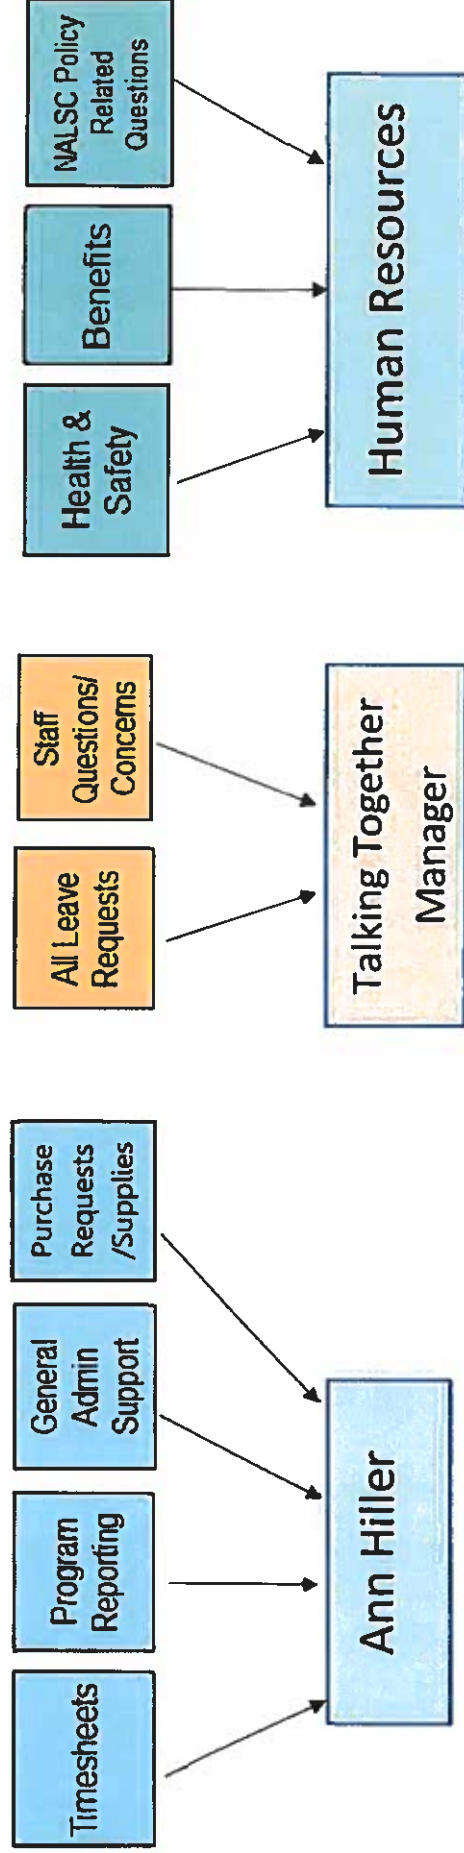 Timesheets
Program
Reporting
General
Admin
Support
Purchase
Requests
/Supplies
Ann Hiller
All Leave
Requests
Staff
Questions/
Concerns
Talking Together
Manager
Health &
Safety
Benefits
NALSC Policy
Related
Questions
Human Resources